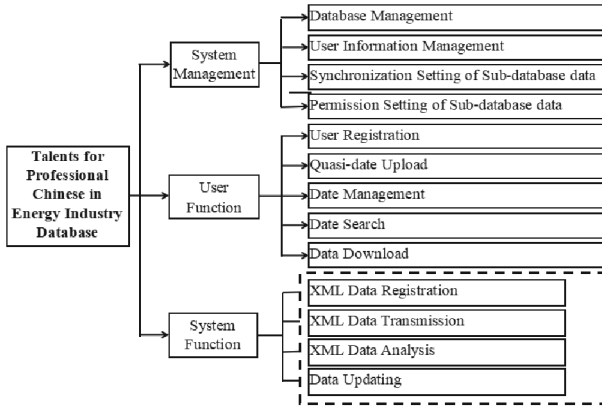 Talents for
Professional
Chinese in
Energy Industry
Database
System
Management
Database Management
User Information Management
Synchronization Setting of Sub-database data
Permission Setting of Sub-database data
User
Function
User Registration
Quasi-date Upload
Date Management
Date Search
Data Download
System
Function
XML Data Registration
XML Data Transmission
XML Data Analysis
Data Updating